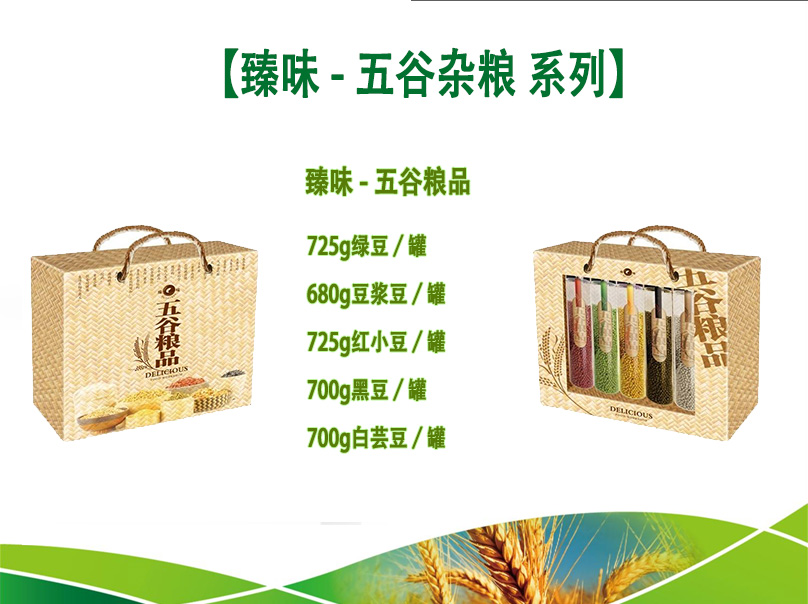 【臻味 - 五谷杂粮 系列】
臻味 - 五谷粮品
725g绿豆 / 罐
680g豆浆豆 / 罐
725g红小豆 / 罐
700g黑豆 / 罐
700g白芸豆 / 罐
五谷粮品
DELICIOUS
五谷粮品
DELICIOUS